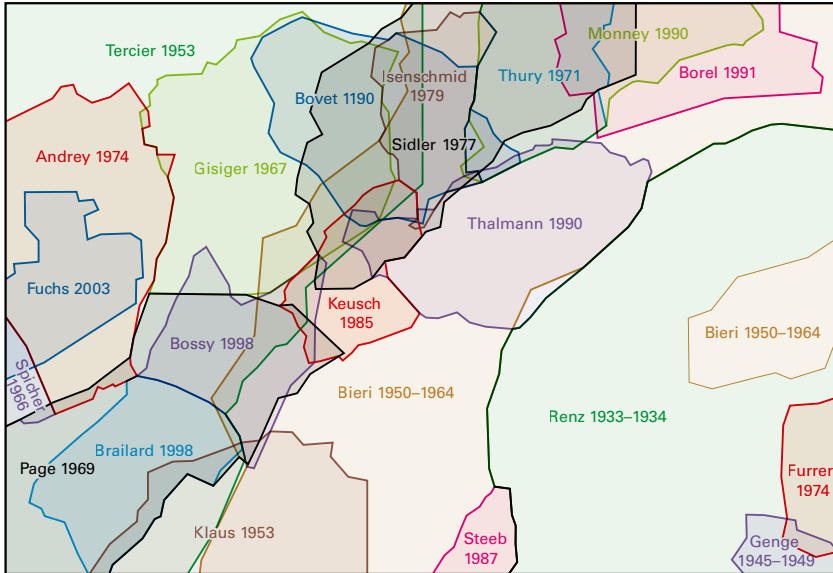 Tercier 1953
Monney 1990
Isenschmid
1979
Thury 1971
Borel 1991
Bovet 1190
Andrey 1974
Sidler 1977
Gisiger 1967
Thalmann 1990
Fuchs 2003
Keusch
1985
Bossy 1998
Bieri 1950–1964
Spicher
1966
Bieri 1950–1964
Renz 1933–1934
Brailard 1998
Page 1969
Furrer
1974
Klaus 1953
Steeb
1987
Genge
1945–1949